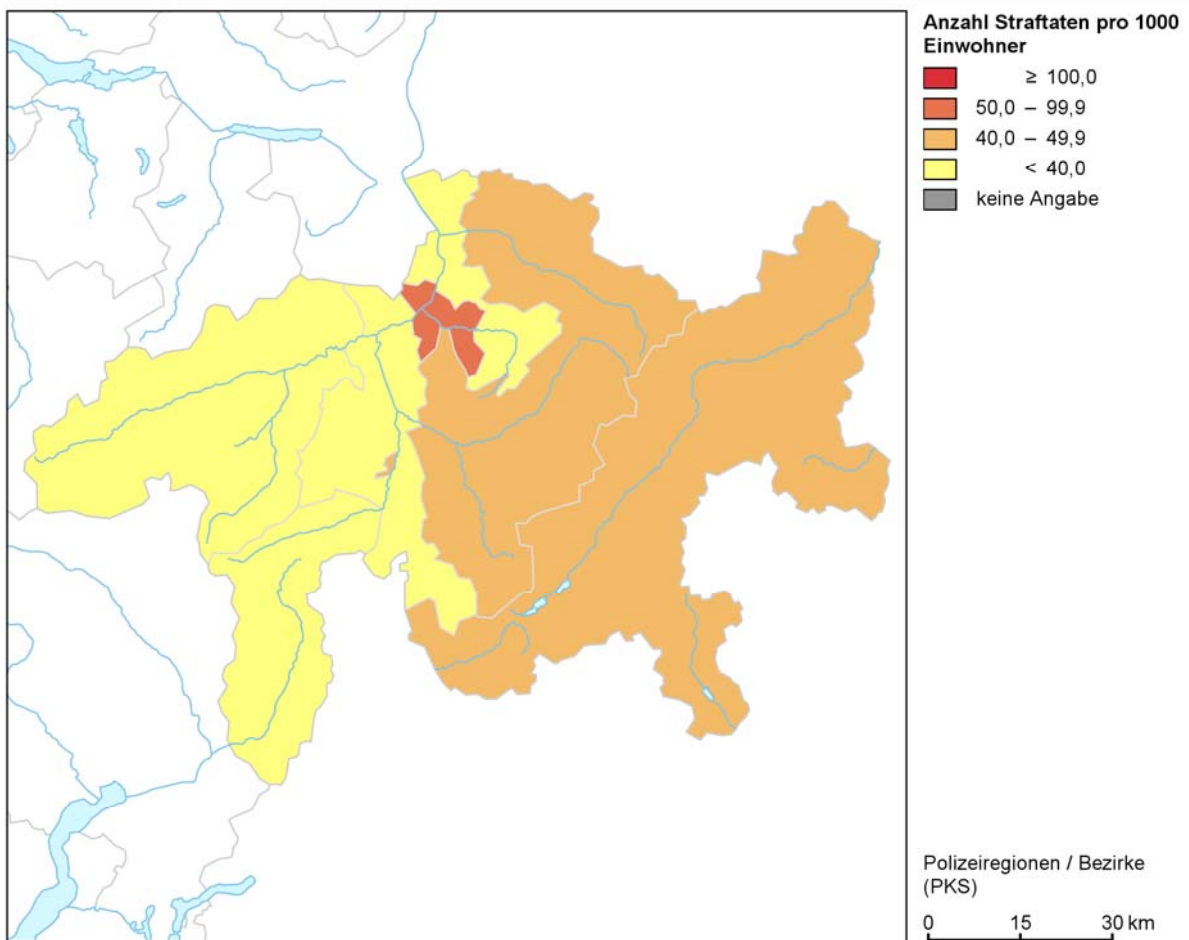 Anzahl Straftaten pro 1000
Einwohner
≥ 100,0
50,0 – 99,9
40,0 – 49,9
< 40,0
keine Angabe
Polizeiregionen / Bezirke
(PKS)
0 15 30 km